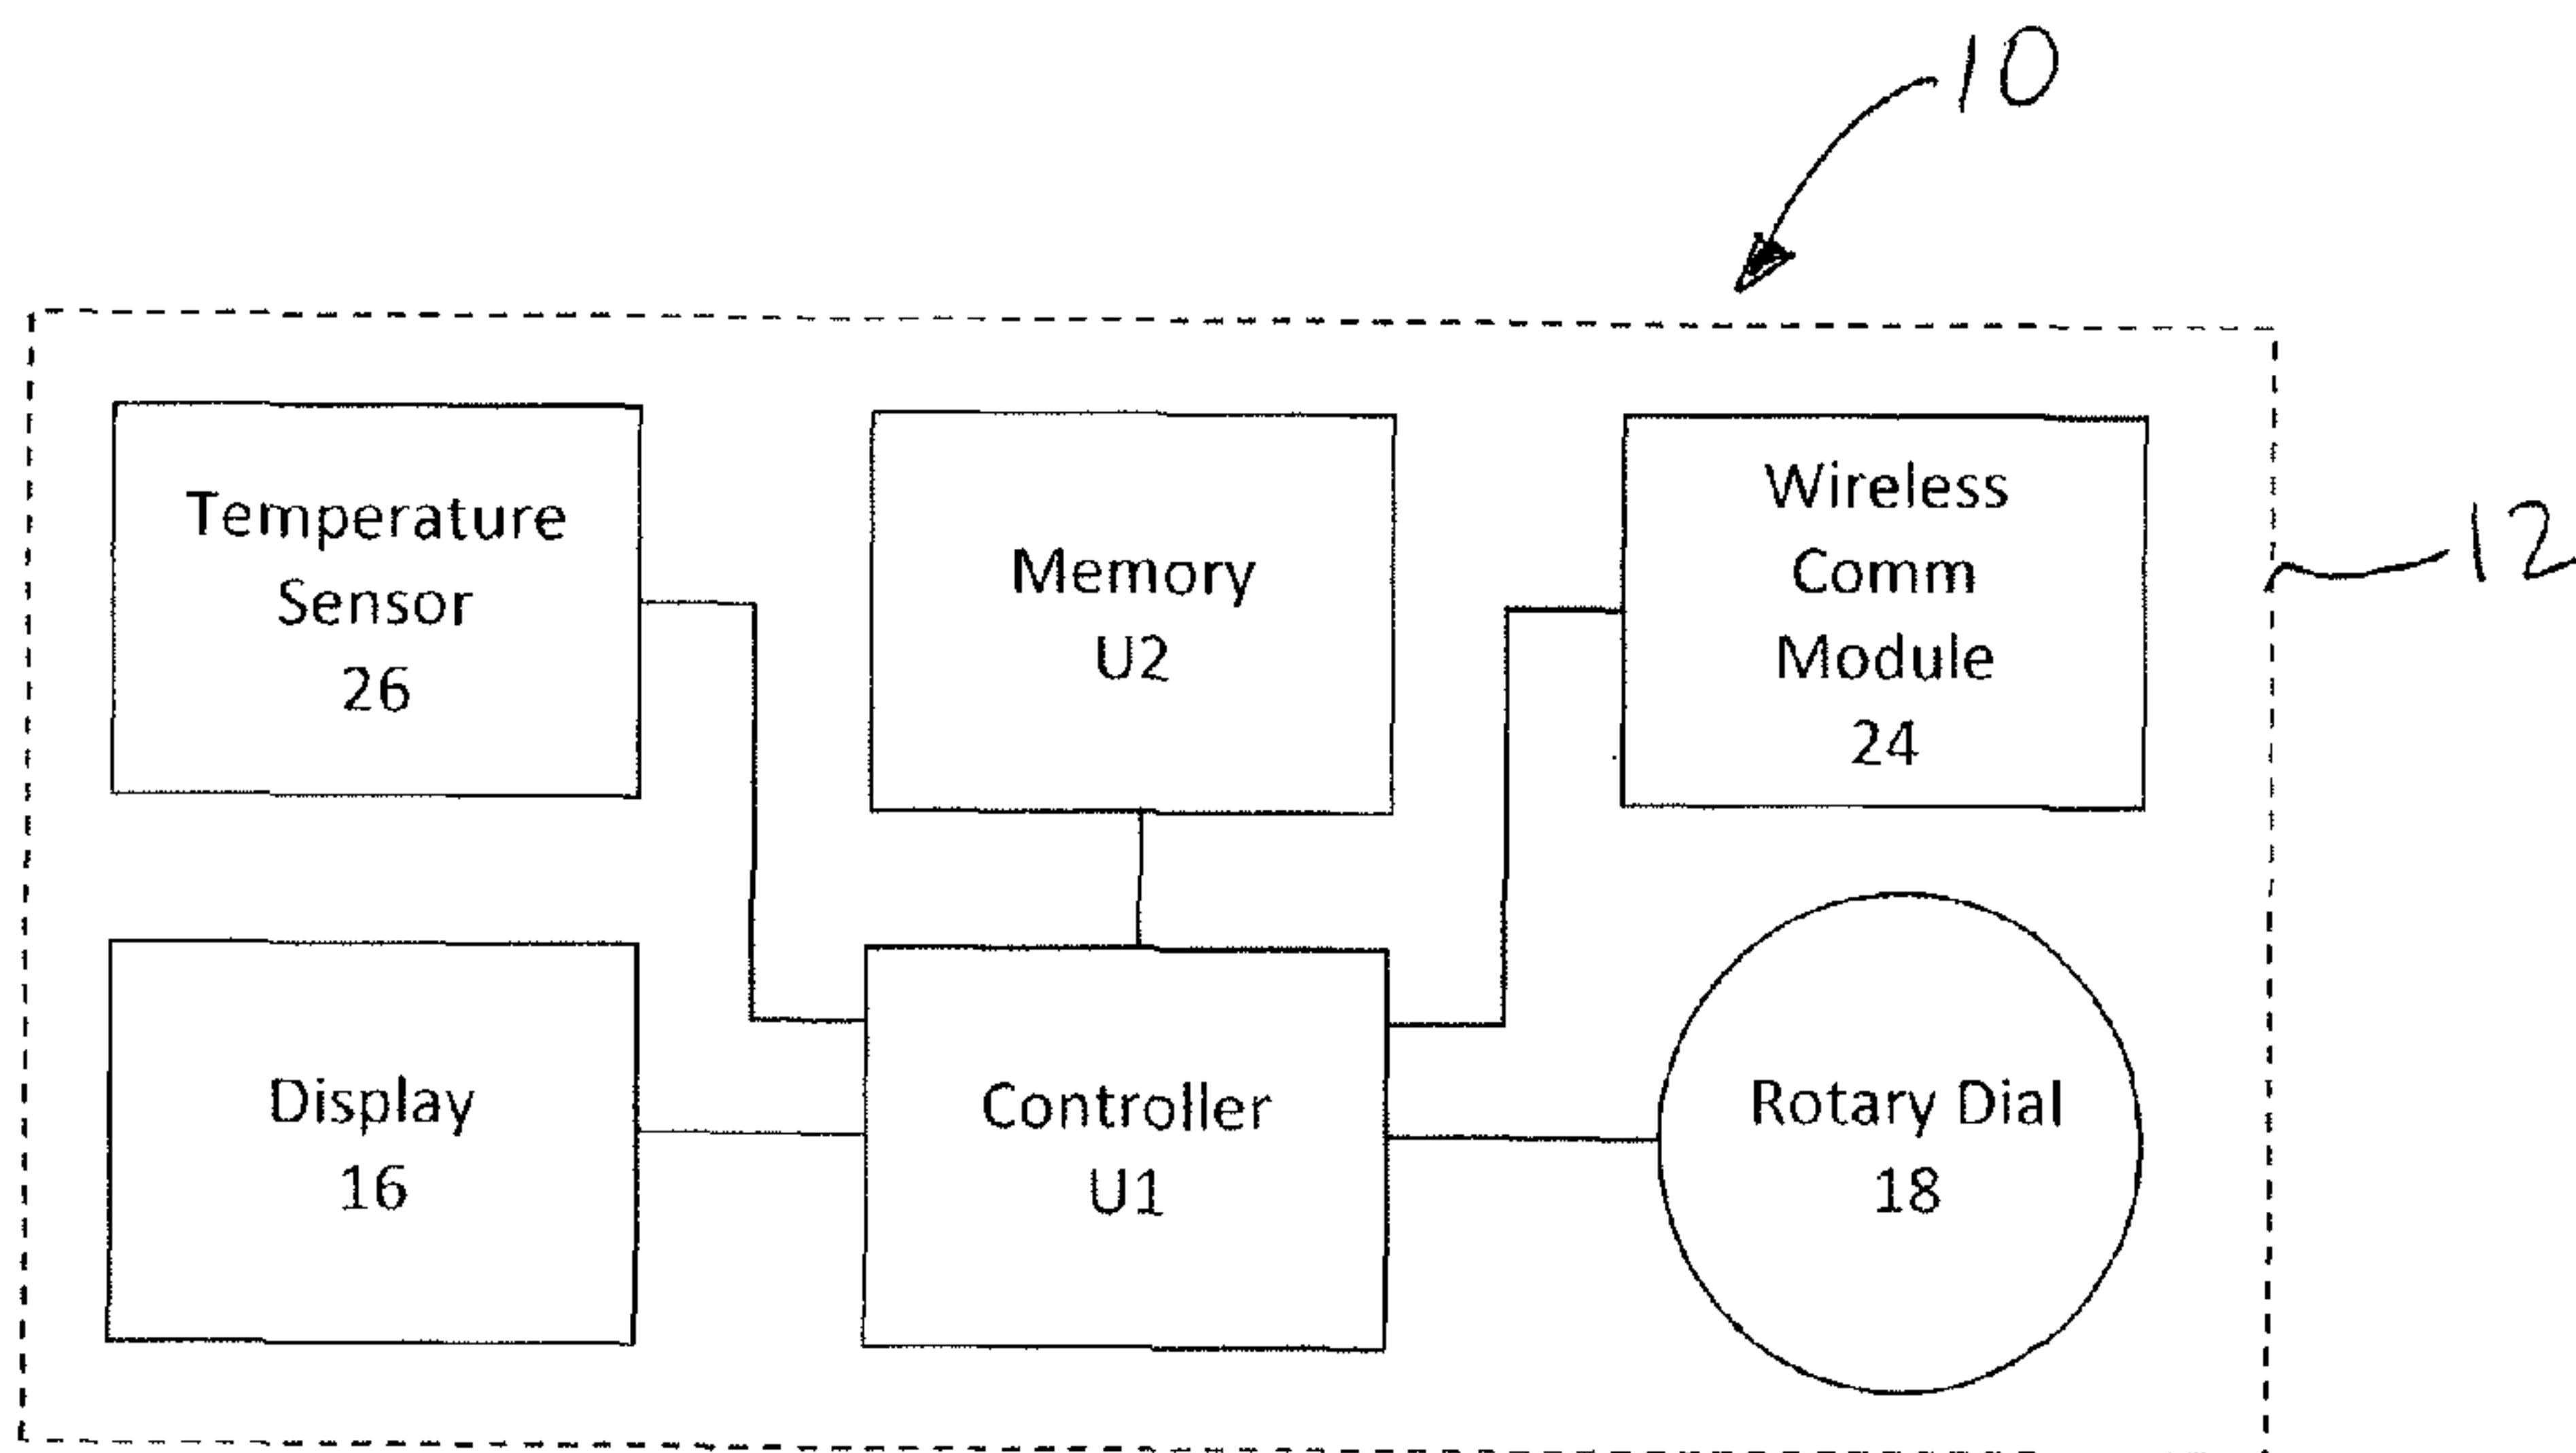 10
Temperature
Sensor
26
Memory
U2
Wireless
Comm
Module
24
12
Display
16
Controller
U1
Rotary Dial
18